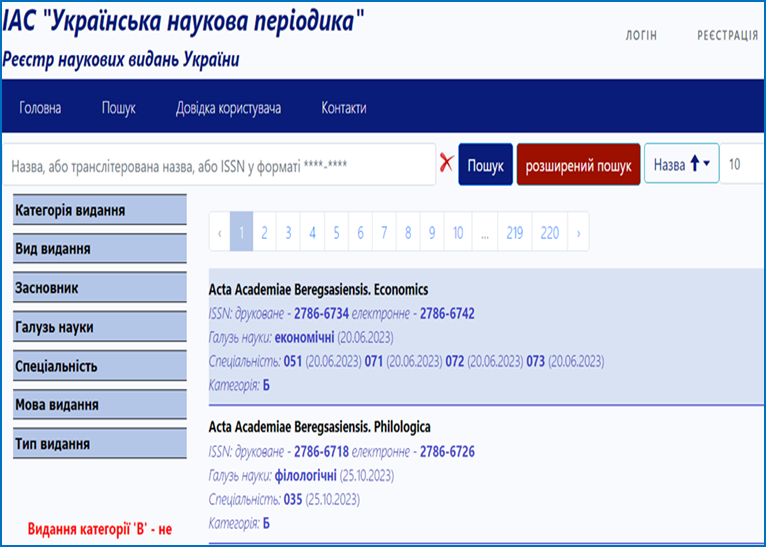 ІАС "Українська наукова періодика"
ЛОГІН РЕЄСТРАЦІЯ
Реєстр наукових видань України
Головна Пошук Довідка користувача Контакти
Назва, або транслітерована назва, або ISSN у форматі ****-**** Пошук розширений пошук Назва 10
Категорія видання
‹ 1 2 3 4 5 6 7 8 9 10 ... 219 220 ›
Вид видання
Засновник
Галузь науки
Спеціальність
Мова видання
Тип видання
Видання категорії 'В' - не
Acta Academiae Beregsasiensis. Economics
ISSN: друковане - 2786-6734 електронне - 2786-6742
Галузь науки: економічні (20.06.2023)
Спеціальність: 051 (20.06.2023) 071 (20.06.2023) 072 (20.06.2023) 073 (20.06.2023)
Категорія: Б
Acta Academiae Beregsasiensis. Philologica
ISSN: друковане - 2786-6718 електронне - 2786-6726
Галузь науки: філологічні (25.10.2023)
Спеціальність: 035 (25.10.2023)
Категорія: Б